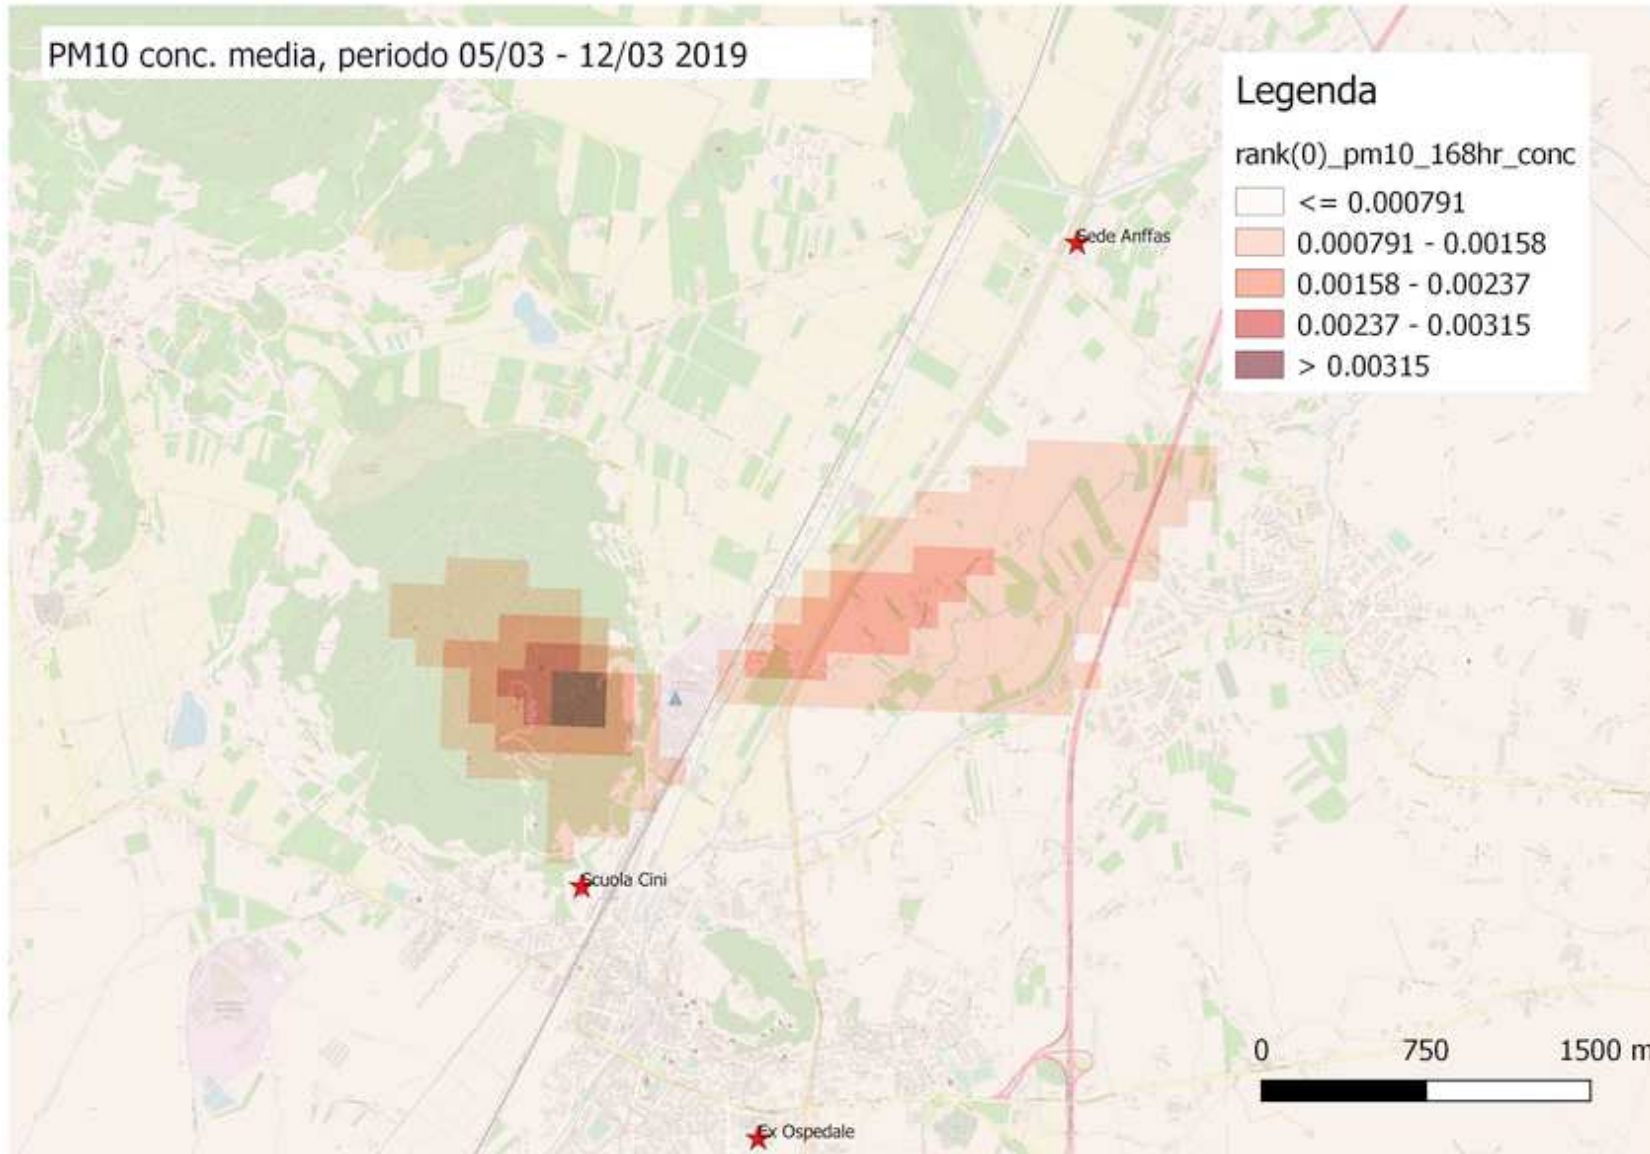 PM10 conc. media, periodo 05/03 - 12/03 2019
Legenda
rank(0)_pm10_168hr_conc
<= 0.000791
0.000791 - 0.00158
0.00158 - 0.00237
0.00237 - 0.00315
> 0.00315
Sede Anffas
Scuola Cini
Ex Ospedale
0 750 1500 m